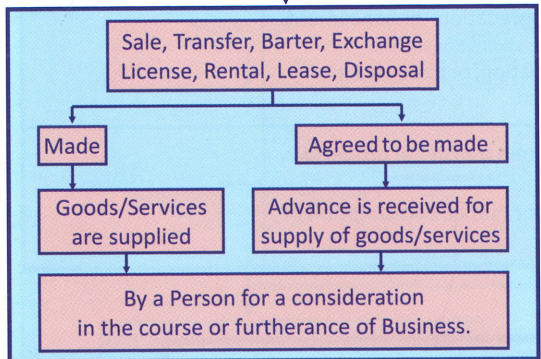 Sale, Transfer, Barter, Exchange
License, Rental, Lease, Disposal
Made
Agreed to be made
Goods/Services
are supplied
Advance is received for
supply of goods/services
By a Person for a consideration
in the course or furtherance of Business.